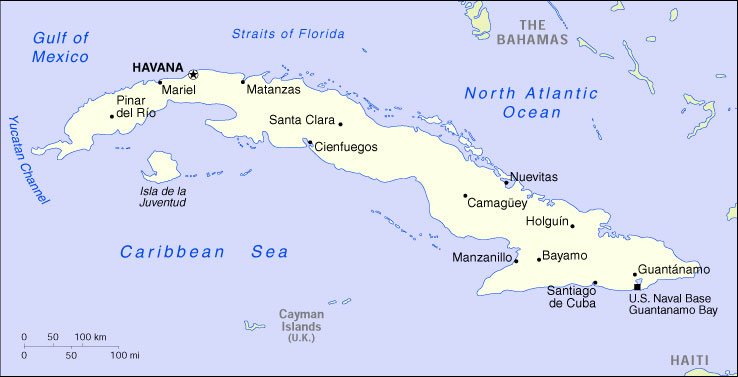 THE
BAHAMAS
Gulf of
Mexico
Straits of Florida
HAVANA
Mariel
Matanzas
North Atlantic
Ocean
Pinar
del Río
Santa Clara
Cienfuegos
Yucatan Channel
Isla de la
Juventud
Nuevitas
Camagüey
Holguín
Caribbean Sea
Manzanillo
Bayamo
Guantánamo
Santiago
de Cuba
U.S. Naval Base
Guantanamo Bay
Cayman
Islands
(U.K.)
0 50 100 km
0 50 100 mi
HAITI